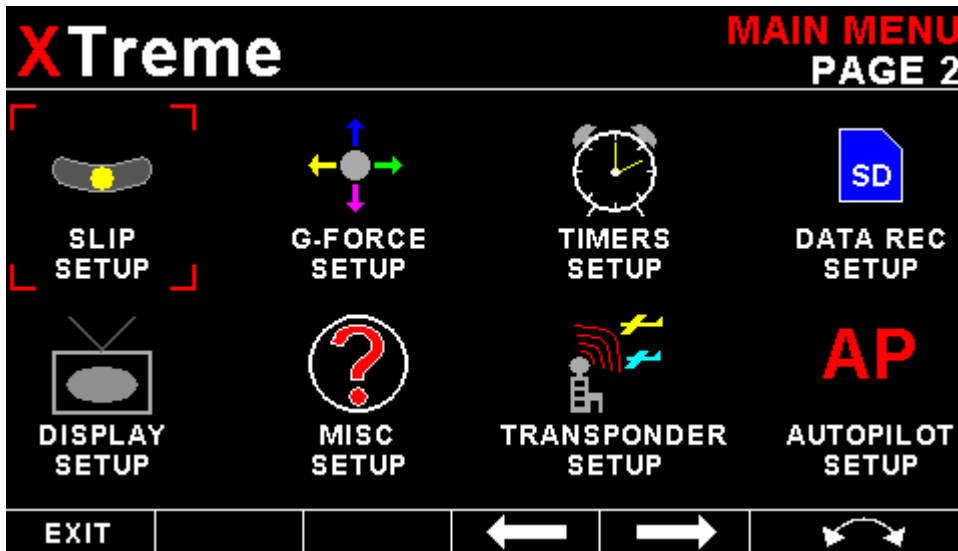 XTreme
MAIN MENU
PAGE 2
SLIP
SETUP
G-FORCE
SETUP
TIMERS
SETUP
SD
DATA REC
SETUP
DISPLAY
SETUP
?
MISC
SETUP
TRANSPONDER
SETUP
AP
AUTOPILOT
SETUP
EXIT